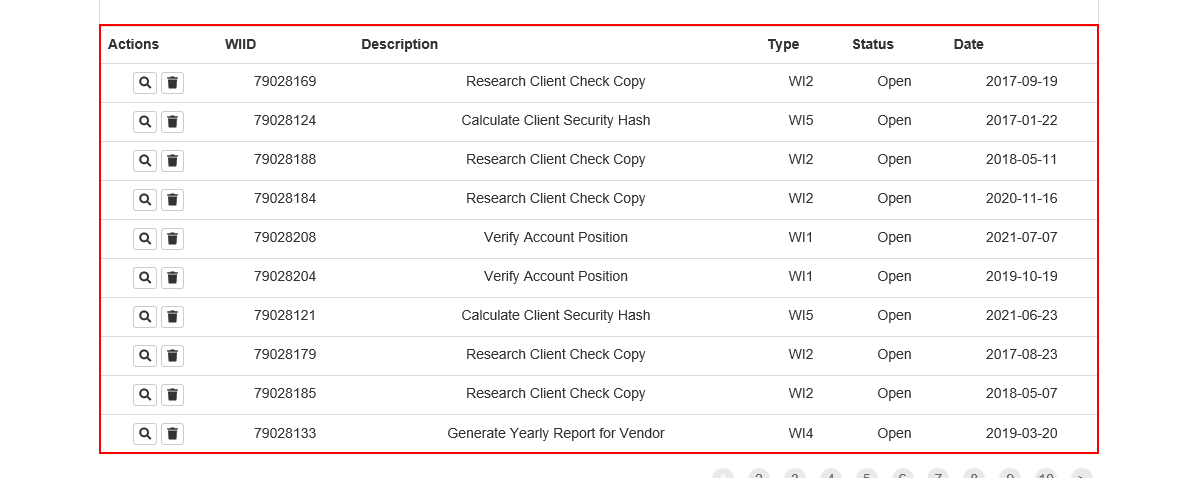 Actions WIID Description Type Status Date
79028169 Research Client Check Copy WI2 Open 2017-09-19
79028124 Calculate Client Security Hash WI5 Open 2017-01-22
79028188 Research Client Check Copy WI2 Open 2018-05-11
79028184 Research Client Check Copy WI2 Open 2020-11-16
79028208 Verify Account Position WI1 Open 2021-07-07
79028204 Verify Account Position WI1 Open 2019-10-19
79028121 Calculate Client Security Hash WI5 Open 2021-06-23
79028179 Research Client Check Copy WI2 Open 2017-08-23
79028185 Research Client Check Copy WI2 Open 2018-05-07
79028133 Generate Yearly Report for Vendor WI4 Open 2019-03-20
1 2 3 4 5 6 7 8 9 10 >